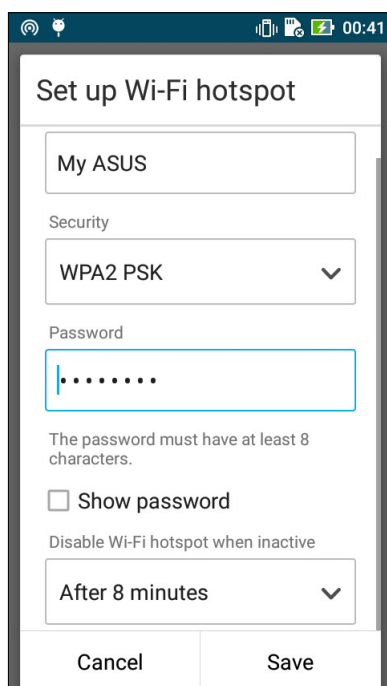 00:41
Set up Wi-Fi hotspot
My ASUS
Security
WPA2 PSK
Password
••••••••
The password must have at least 8
characters.
Show password
Disable Wi-Fi hotspot when inactive
After 8 minutes
Cancel Save